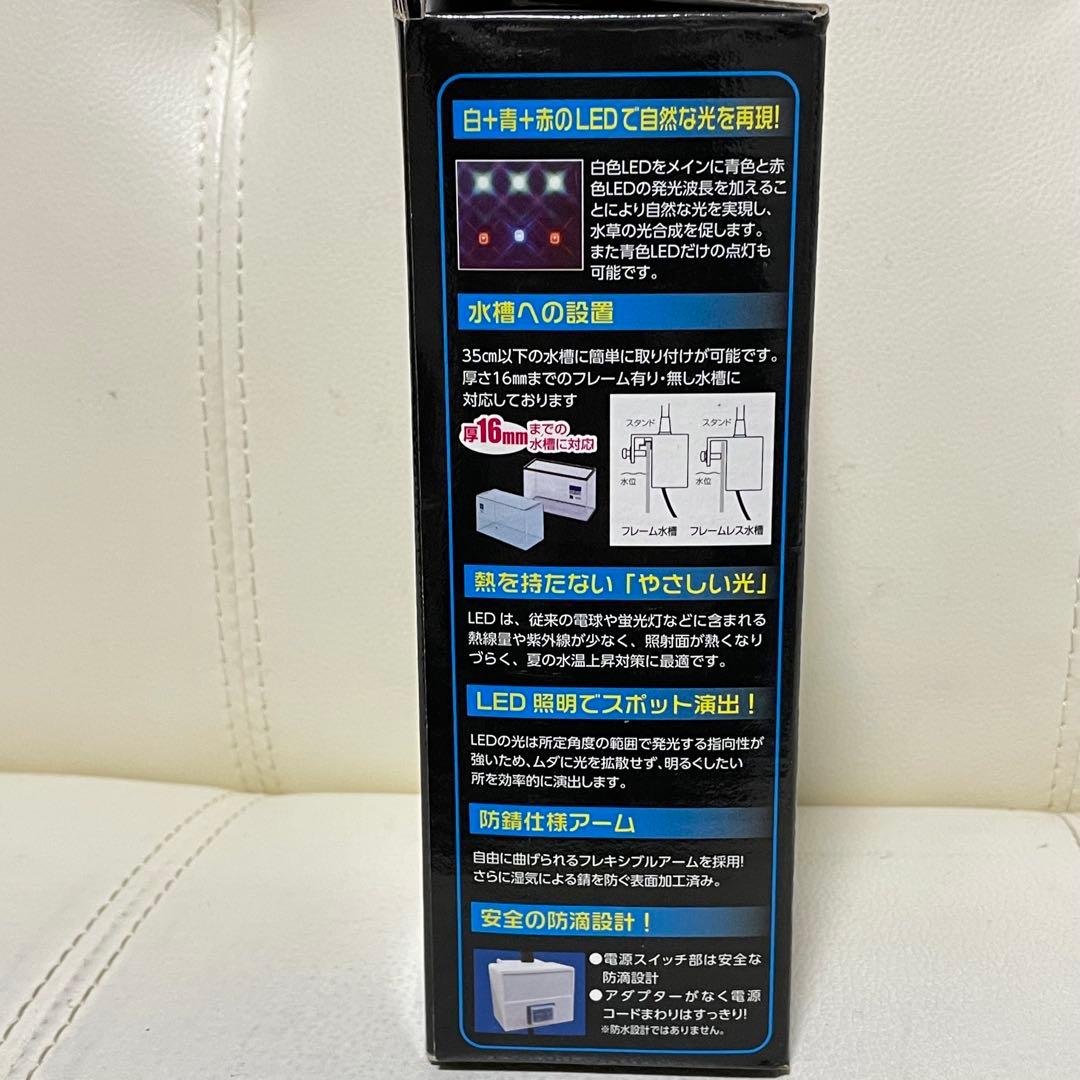 白+青+赤のLEDで自然な光を再現!
白色LEDをメインに青色と赤
色LEDの発光波長を加えるこ
とにより自然な光を実現し、
水草の光合成を促します。
また青色LEDだけの点灯も
可能です。
水槽への設置
35cm以下の水槽に簡単に取り付けが可能です。
厚さ16mmまでのフレーム有り・無し水槽に
対応しております
厚16mmまでの
水槽に対応!
スタンド
水位
フレーム水槽
スタンド
水位
フレームレス水槽
熱を持たない「やさしい光」
LEDは、従来の電球や蛍光灯などに含まれる
熱線量や紫外線が少なく、照射面が熱くなり
づらく、夏の水温上昇対策に最適です。
LED照明でスポット演出!
LEDの光は所定角度の範囲で発光する指向性が
強いため、ムダに光を拡散せず、明るくしたい
所を効率的に演出します。
防錆仕様アーム
自由に曲げられるフレキシブルアームを採用!
さらに湿気による錆を防ぐ表面加工済み。
安全の防滴設計!
●電源スイッチ部は安全な
防滴設計
●アダプターがなく電源
コードまわりはすっきり!
※防水設計ではありません。